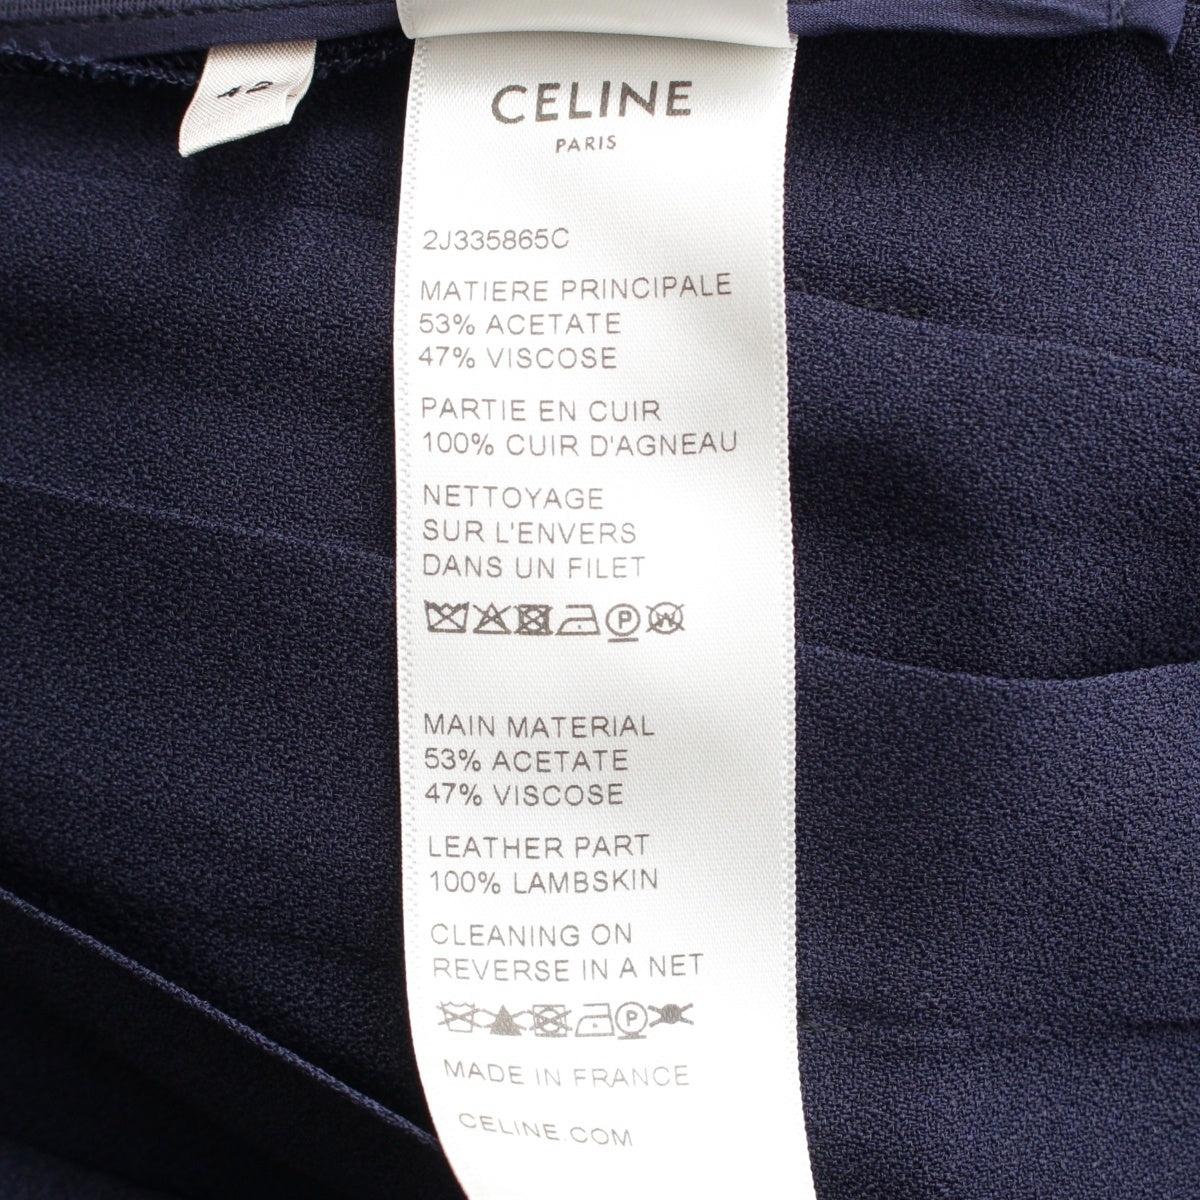 42
CELINE
PARIS
2J335865C
MATIERE PRINCIPALE
53% ACETATE
47% VISCOSE
PARTIE EN CUIR
100% CUIR D'AGNEAU
NETTOYAGE
SUR L'ENVERS
DANS UN FILET
P W
MAIN MATERIAL
53% ACETATE
47% VISCOSE
LEATHER PART
100% LAMBSKIN
CLEANING ON
REVERSE IN A NET
P
MADE IN FRANCE
CELINE.COM